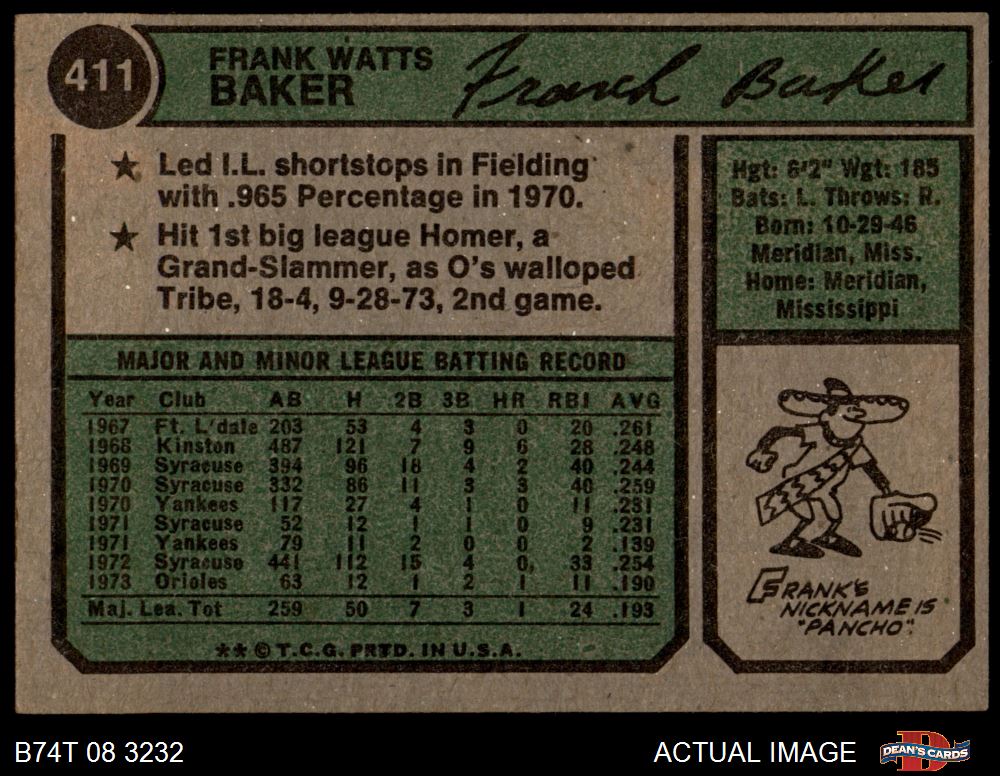 411
FRANK WATTS
BAKER
Frank Baker
★ Led I.L. shortstops in Fielding
with .965 Percentage in 1970.
★ Hit 1st big league Homer, a
Grand-Slammer, as O's walloped
Tribe, 18-4, 9-28-73, 2nd game.
Hgt: 6'2" Wgt: 185
Bats: L. Throws: R.
Born: 10-29-46
Meridian, Miss.
Home: Meridian,
Mississippi
MAJOR AND MINOR LEAGUE BATTING RECORD
Year Club AB H 2B 3B HR RBI AVG
1967 Ft. L'dale 203 53 4 3 0 20 .261
1968 Kinston 487 121 7 9 6 28 .248
1969 Syracuse 394 96 18 4 2 40 .244
1970 Syracuse 332 86 11 3 3 40 .259
1970 Yankees 117 27 4 1 0 11 .231
1971 Syracuse 52 12 1 1 0 9 .231
1971 Yankees 79 11 2 0 0 2 .139
1972 Syracuse 441 112 15 4 0 33 .254
1973 Orioles 63 12 1 2 1 11 .190
Maj. Lea. Tot 259 50 7 3 1 24 .193
★★ © T.C.G. PRTD. IN U.S.A.
FRANK'S
NICKNAME IS
"PANCHO".
B74T 08 3232
ACTUAL IMAGE
DEAN'S CARDS